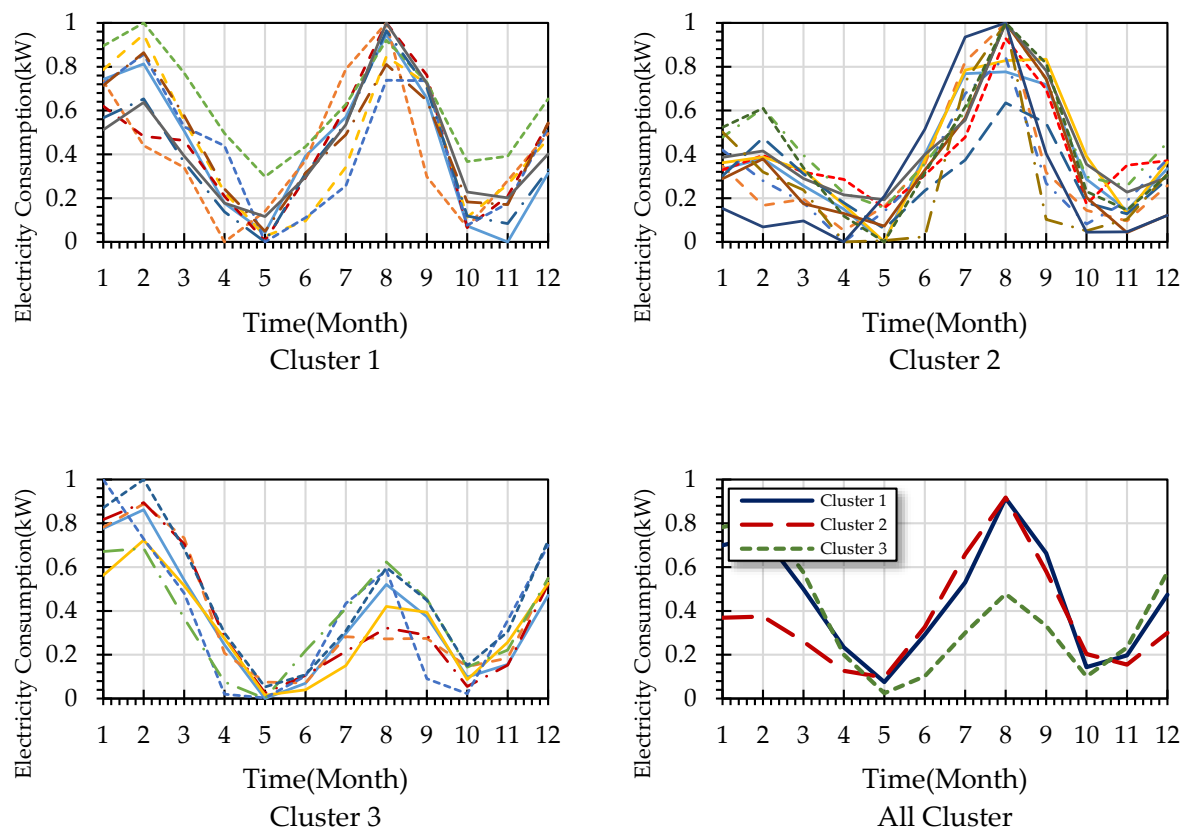 Electricity Consumption(kW)
1
0.8
0.6
0.4
0.2
0
1 2 3 4 5 6 7 8 9 10 11 12
Time(Month)
Cluster 1
Electricity Consumption(kW)
1
0.8
0.6
0.4
0.2
0
1 2 3 4 5 6 7 8 9 10 11 12
Time(Month)
Cluster 2
Electricity Consumption(kW)
1
0.8
0.6
0.4
0.2
0
1 2 3 4 5 6 7 8 9 10 11 12
Time(Month)
Cluster 3
Electricity Consumption(kW)
1
0.8
0.6
0.4
0.2
0
Cluster 1
Cluster 2
Cluster 3
1 2 3 4 5 6 7 8 9 10 11 12
Time(Month)
All Cluster